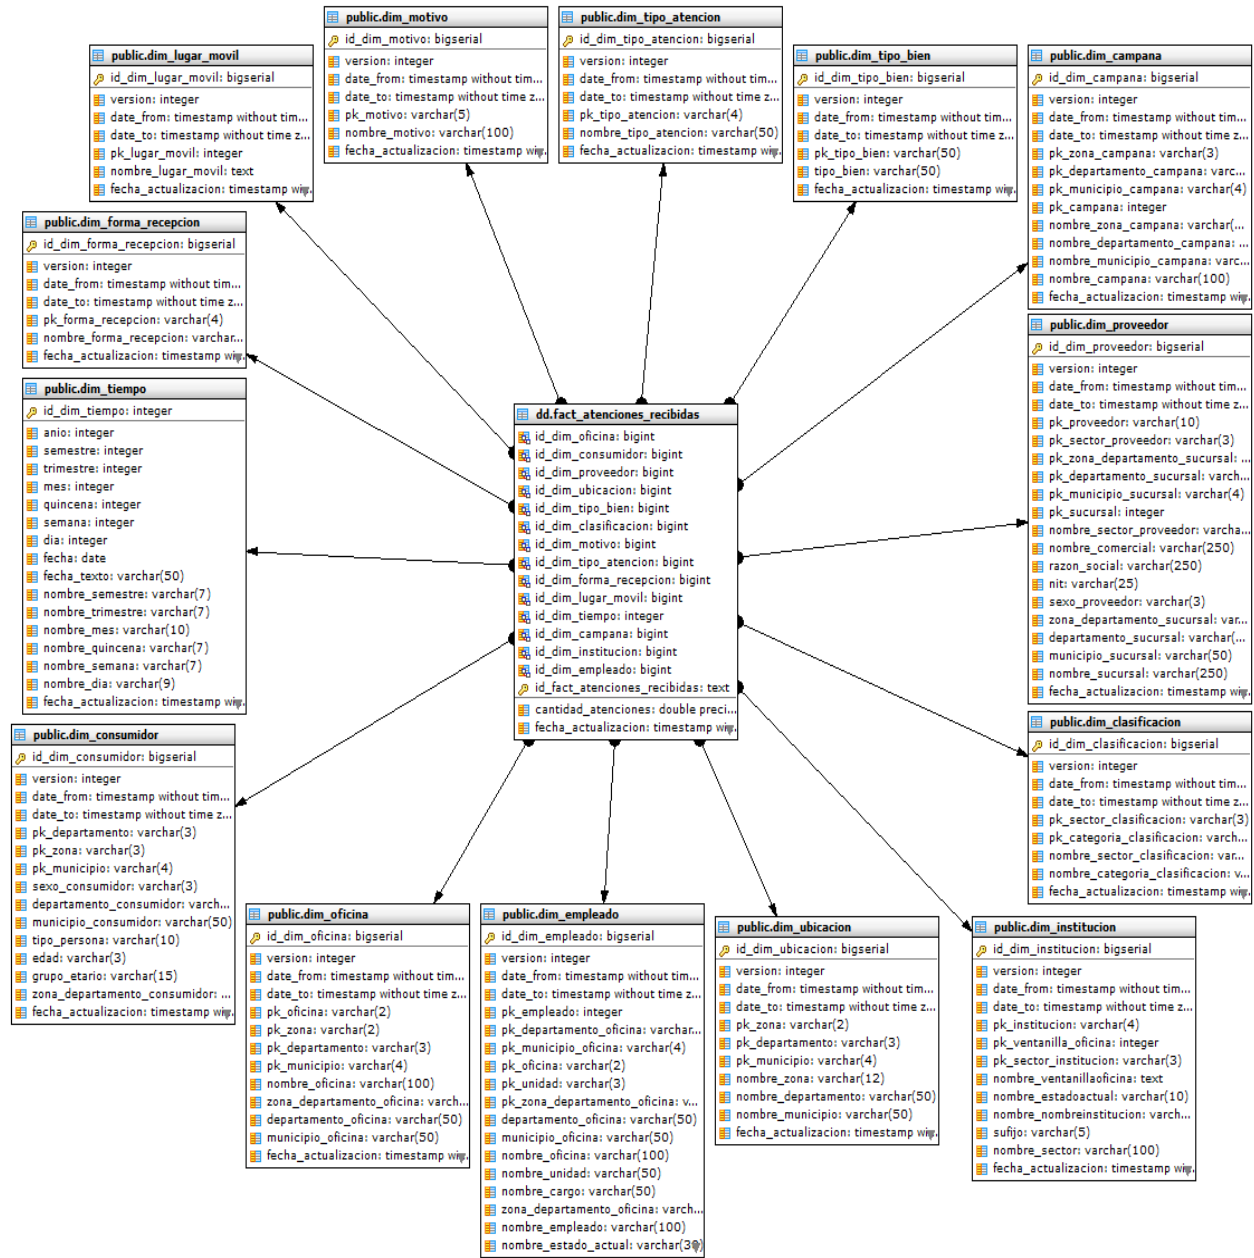 public.dim_motivo
id_dim_motivo: bigserial
version: integer
date_from: timestamp without tim...
date_to: timestamp without time z...
pk_motivo: varchar(5)
nombre_motivo: varchar(100)
fecha_actualizacion: timestamp wi
public.dim_tipo_atencion
id_dim_tipo_atencion: bigserial
version: integer
date_from: timestamp without tim...
date_to: timestamp without time z...
pk_tipo_atencion: varchar(4)
nombre_tipo_atencion: varchar(50)
fecha_actualizacion: timestamp wi
public.dim_lugar_movil
id_dim_lugar_movil: bigserial
version: integer
date_from: timestamp without tim...
date_to: timestamp without time z...
pk_lugar_movil: integer
nombre_lugar_movil: text
fecha_actualizacion: timestamp wi
public.dim_tipo_bien
id_dim_tipo_bien: bigserial
version: integer
date_from: timestamp without tim...
date_to: timestamp without time z...
pk_tipo_bien: varchar(50)
tipo_bien: varchar(50)
fecha_actualizacion: timestamp wi
public.dim_campana
id_dim_campana: bigserial
version: integer
date_from: timestamp without tim...
date_to: timestamp without time z...
pk_zona_campana: varchar(3)
pk_departamento_campana: varc...
pk_municipio_campana: varchar(4)
pk_campana: integer
nombre_zona_campana: varchar(...
nombre_departamento_campana: ...
nombre_municipio_campana: varc...
nombre_campana: varchar(100)
fecha_actualizacion: timestamp wi
public.dim_forma_recepcion
id_dim_forma_recepcion: bigserial
version: integer
date_from: timestamp without tim...
date_to: timestamp without time z...
pk_forma_recepcion: varchar(4)
nombre_forma_recepcion: varchar...
fecha_actualizacion: timestamp wi
public.dim_proveedor
id_dim_proveedor: bigserial
version: integer
date_from: timestamp without tim...
date_to: timestamp without time z...
pk_proveedor: varchar(10)
pk_sector_proveedor: varchar(3)
pk_zona_departamento_sucursal: ...
pk_departamento_sucursal: varch...
pk_municipio_sucursal: varchar(4)
pk_sucursal: integer
nombre_sector_proveedor: varcha...
nombre_comercial: varchar(250)
razon_social: varchar(250)
nit: varchar(25)
sexo_proveedor: varchar(3)
zona_departamento_sucursal: var...
departamento_sucursal: varchar(...
municipio_sucursal: varchar(50)
nombre_sucursal: varchar(250)
fecha_actualizacion: timestamp wi
public.dim_tiempo
id_dim_tiempo: integer
anio: integer
semestre: integer
trimestre: integer
mes: integer
quincena: integer
semana: integer
dia: integer
fecha: date
fecha_texto: varchar(50)
nombre_semestre: varchar(7)
nombre_trimestre: varchar(7)
nombre_mes: varchar(10)
nombre_quincena: varchar(7)
nombre_semana: varchar(7)
nombre_dia: varchar(9)
fecha_actualizacion: timestamp wi
dd.fact_atenciones_recibidas
id_dim_oficina: bigint
id_dim_consumidor: bigint
id_dim_proveedor: bigint
id_dim_ubicacion: bigint
id_dim_tipo_bien: bigint
id_dim_clasificacion: bigint
id_dim_motivo: bigint
id_dim_tipo_atencion: bigint
id_dim_forma_recepcion: bigint
id_dim_lugar_movil: bigint
id_dim_tiempo: integer
id_dim_campana: bigint
id_dim_institucion: bigint
id_dim_empleado: bigint
id_fact_atenciones_recibidas: text
cantidad_atenciones: double preci...
fecha_actualizacion: timestamp wi
public.dim_clasificacion
id_dim_clasificacion: bigserial
version: integer
date_from: timestamp without tim...
date_to: timestamp without time z...
pk_sector_clasificacion: varchar(3)
pk_categoria_clasificacion: varch...
nombre_sector_clasificacion: var...
nombre_categoria_clasificacion: v...
fecha_actualizacion: timestamp wi
public.dim_consumidor
id_dim_consumidor: bigserial
version: integer
date_from: timestamp without tim...
date_to: timestamp without time z...
pk_departamento: varchar(3)
pk_zona: varchar(3)
pk_municipio: varchar(4)
sexo_consumidor: varchar(3)
departamento_consumidor: varch...
municipio_consumidor: varchar(50)
tipo_persona: varchar(10)
edad: varchar(3)
grupo_etario: varchar(15)
zona_departamento_consumidor: ...
fecha_actualizacion: timestamp wi
public.dim_oficina
id_dim_oficina: bigserial
version: integer
date_from: timestamp without tim...
date_to: timestamp without time z...
pk_oficina: varchar(2)
pk_zona: varchar(2)
pk_departamento: varchar(3)
pk_municipio: varchar(4)
nombre_oficina: varchar(100)
zona_departamento_oficina: varch...
departamento_oficina: varchar(50)
municipio_oficina: varchar(50)
fecha_actualizacion: timestamp wi
public.dim_empleado
id_dim_empleado: bigserial
version: integer
date_from: timestamp without tim...
date_to: timestamp without time z...
pk_empleado: integer
pk_departamento_oficina: varchar...
pk_municipio_oficina: varchar(4)
pk_oficina: varchar(2)
pk_unidad: varchar(3)
pk_zona_departamento_oficina: v...
departamento_oficina: varchar(50)
municipio_oficina: varchar(50)
nombre_oficina: varchar(100)
nombre_unidad: varchar(50)
nombre_cargo: varchar(50)
zona_departamento_oficina: varch...
nombre_empleado: varchar(100)
nombre_estado_actual: varchar(30)
public.dim_ubicacion
id_dim_ubicacion: bigserial
version: integer
date_from: timestamp without tim...
date_to: timestamp without time z...
pk_zona: varchar(2)
pk_departamento: varchar(3)
pk_municipio: varchar(4)
nombre_zona: varchar(12)
nombre_departamento: varchar(50)
nombre_municipio: varchar(50)
fecha_actualizacion: timestamp wi
public.dim_institucion
id_dim_institucion: bigserial
version: integer
date_from: timestamp without tim...
date_to: timestamp without time z...
pk_institucion: varchar(4)
pk_ventanilla_oficina: integer
pk_sector_institucion: varchar(3)
nombre_ventanillaoficina: text
nombre_estadoactual: varchar(10)
nombre_nombreinstitucion: varch...
sufijo: varchar(5)
nombre_sector: varchar(100)
fecha_actualizacion: timestamp wi